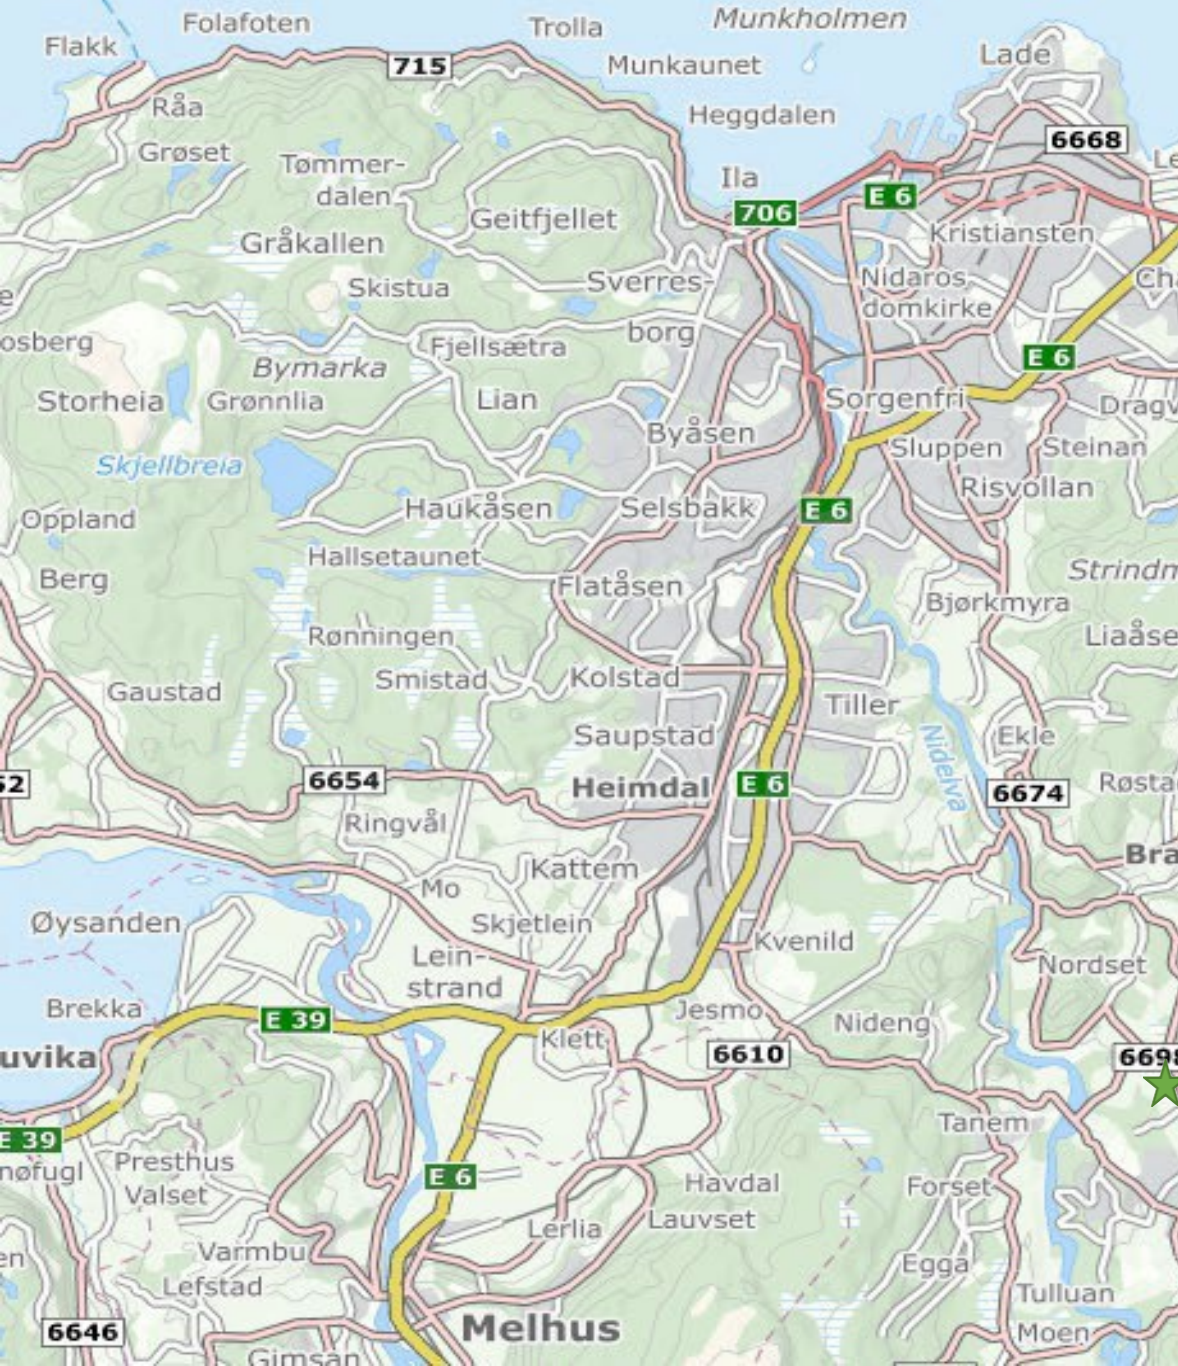 Folafoten
Trolla
Munkholmen
Flakk
Lade
715
Munkaunet
Råa
Heggdalen
6668
Grøset
Tømmer-
dalen
Ila
E 6
706
Geitfjellet
Gråkallen
Kristiansten
Sverres-
borg
Skistua
Nidaros
domkirke
Fjellsætra
E 6
Bymarka
Storheia
Grønnlia
Lian
Sorgenfri
Byåsen
Sluppen
Steinan
Skjellbreia
Risvollan
Oppland
Haukåsen
Selsbakk
E 6
Hallsetaunet
Berg
Flatåsen
Bjørkmyra
Rønningen
Gaustad
Smistad
Kolstad
Tiller
Saupstad
Nidelva
Ekle
6654
Heimdal
E 6
6674
Ringvål
Kattem
Mo
Øysanden
Skjetlein
Kvenild
Lein-
strand
Nordset
Brekka
E 39
Jesmo
Nideng
Klett
6610
6698
E 39
Tanem
Presthus
Valset
E 6
Havdal
Forset
Lerlia
Lauvset
Varmbu
Lefstad
Egga
Tulluan
6646
Melhus
Moen
Gimsan